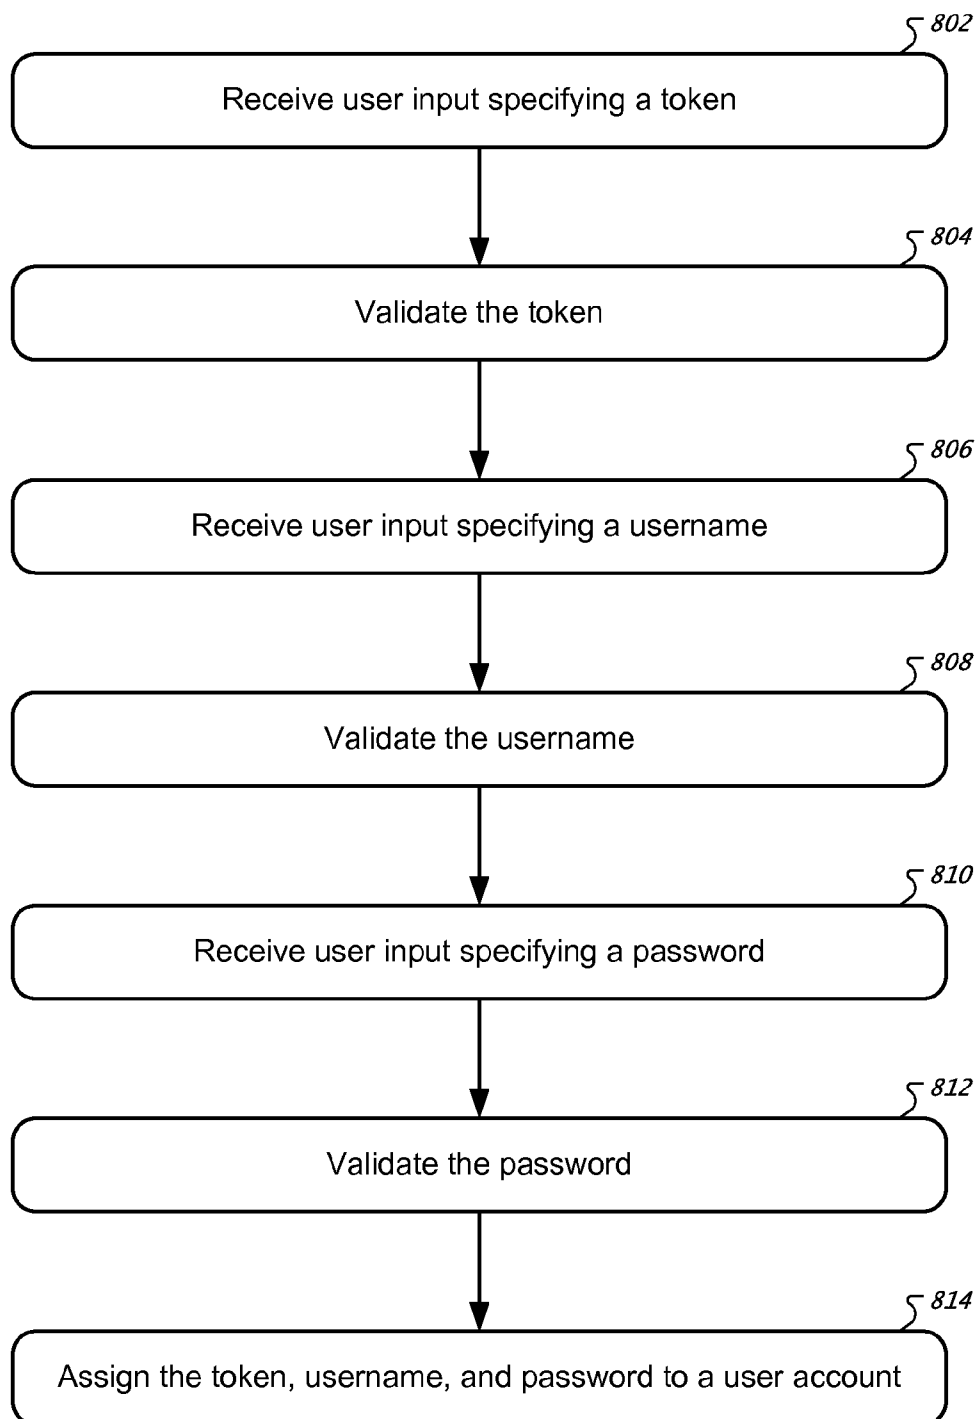 802
Receive user input specifying a token
804
Validate the token
806
Receive user input specifying a username
808
Validate the username
810
Receive user input specifying a password
812
Validate the password
814
Assign the token, username, and password to a user account